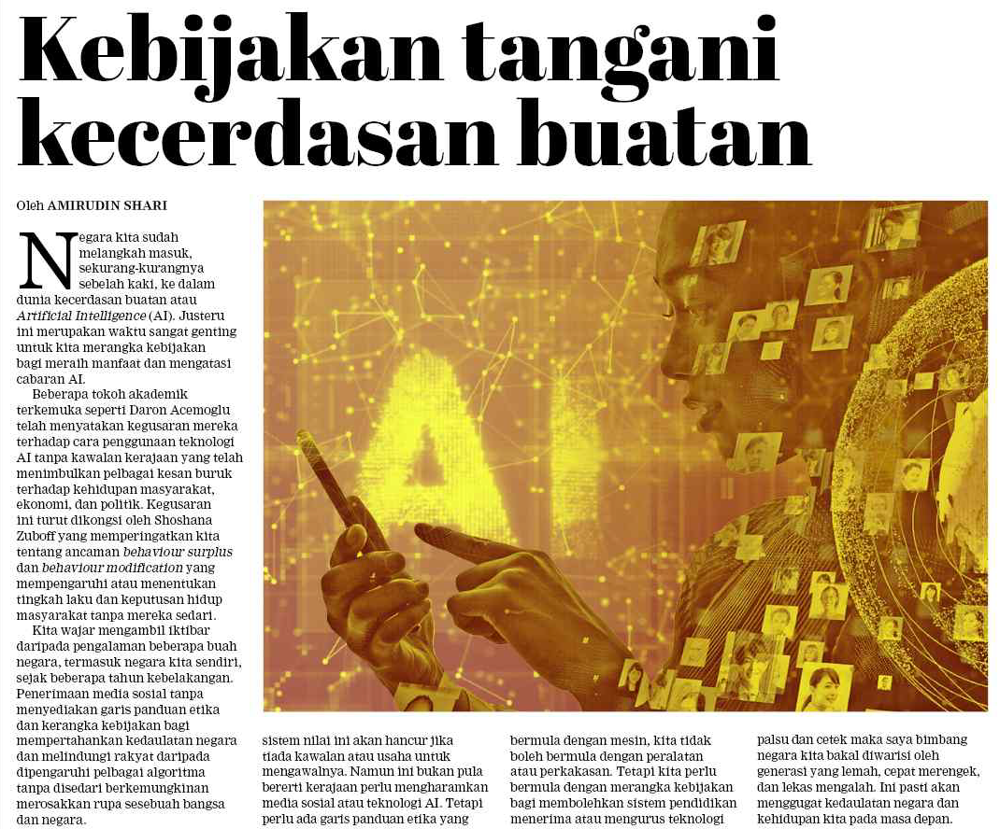 Kebijakan tangani
kecerdasan buatan
Oleh AMIRUDIN SHARI
Negara kita sudah
melangkah masuk,
sekurang-kurangnya
sebelah kaki, ke dalam
dunia kecerdasan buatan atau
Artificial Intelligence (AI). Justeru
ini merupakan waktu sangat genting
untuk kita merangka kebijakan
bagi meraih manfaat dan mengatasi
cabaran AI.
Beberapa tokoh akademik
terkemuka seperti Daron Acemoglu
telah menyatakan kegusaran mereka
terhadap cara penggunaan teknologi
AI tanpa kawalan kerajaan yang telah
menimbulkan pelbagai kesan buruk
terhadap kehidupan masyarakat,
ekonomi, dan politik. Kegusaran
ini turut dikongsi oleh Shoshana
Zuboff yang memperingatkan kita
tentang ancaman behaviour surplus
dan behaviour modification yang
mempengaruhi atau menentukan
tingkah laku dan keputusan hidup
masyarakat tanpa mereka sedari.
Kita wajar mengambil iktibar
daripada pengalaman beberapa buah
negara, termasuk negara kita sendiri,
sejak beberapa tahun kebelakangan.
Penerimaan media sosial tanpa
menyediakan garis panduan etika
dan kerangka kebijakan bagi
mempertahankan kedaulatan negara
dan melindungi rakyat daripada
dipengaruhi pelbagai algoritma
tanpa disedari berkemungkinan
merosakkan rupa sesebuah bangsa
dan negara.
AI
sistem nilai ini akan hancur jika
tiada kawalan atau usaha untuk
mengawalnya. Namun ini bukan pula
bererti kerajaan perlu mengharamkan
media sosial atau teknologi AI. Tetapi
perlu ada garis panduan etika yang
bermula dengan mesin, kita tidak
boleh bermula dengan peralatan
atau perkakasan. Tetapi kita perlu
bermula dengan merangka kebijakan
bagi membolehkan sistem pendidikan
menerima atau mengurus teknologi
palsu dan cetek maka saya bimbang
negara kita bakal diwarisi oleh
generasi yang lemah, cepat merengek,
dan lekas mengalah. Ini pasti akan
menggugat kedaulatan negara dan
kehidupan kita pada masa depan.